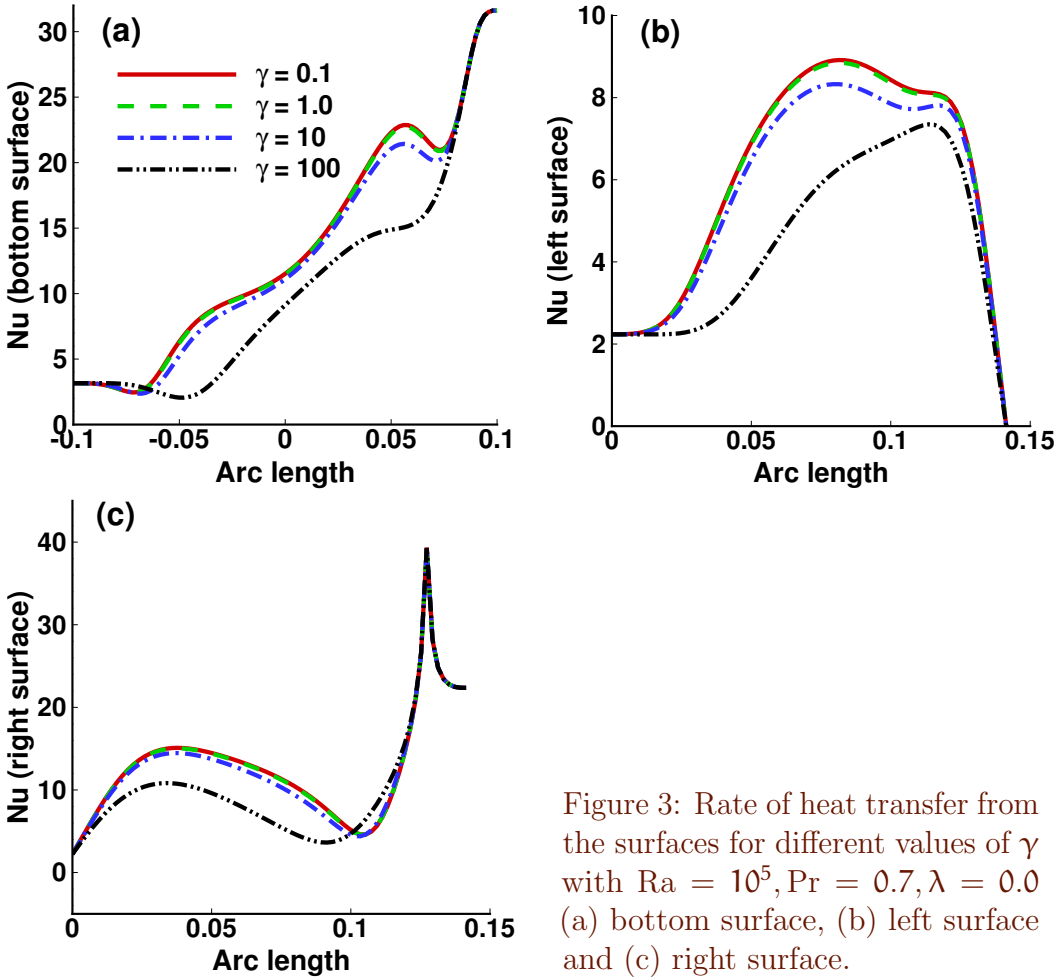 (a)
γ = 0.1
γ = 1.0
γ = 10
γ = 100
Nu (bottom surface)
30
25
20
15
10
5
0
-0.1 -0.05 0 0.05 0.1
Arc length
(b)
Nu (left surface)
10
8
6
4
2
0
0 0.05 0.1 0.15
Arc length
(c)
Nu (right surface)
40
30
20
10
0
0 0.05 0.1 0.15
Arc length
Figure 3: Rate of heat transfer from
the surfaces for different values of γ
with Ra = 10⁵, Pr = 0.7, λ = 0.0
(a) bottom surface, (b) left surface
and (c) right surface.